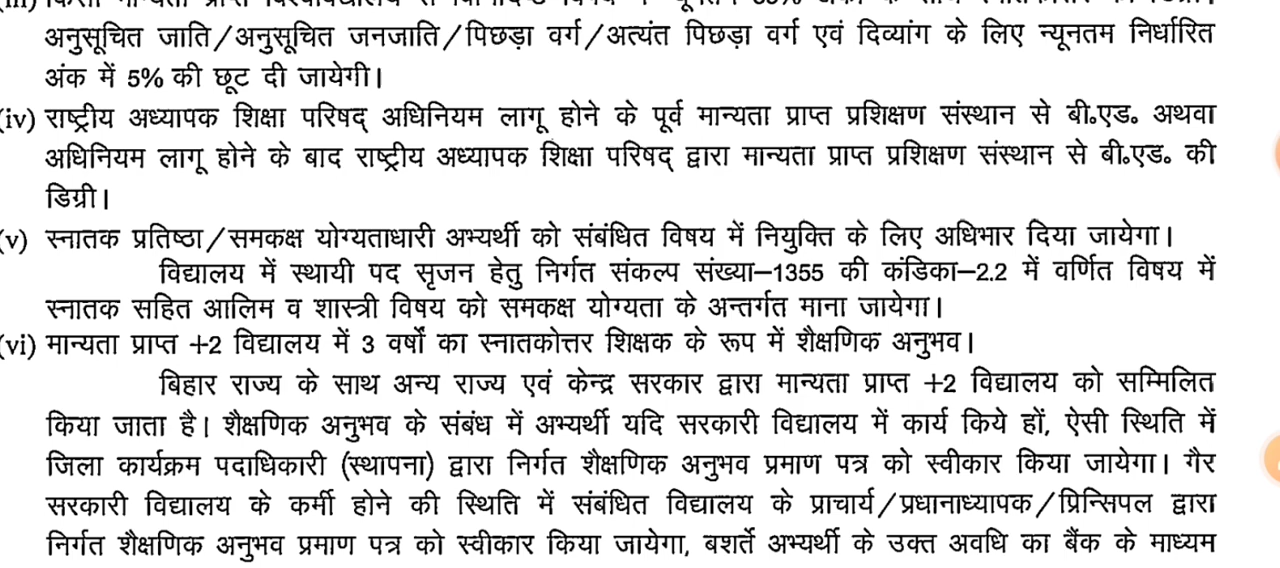 अनुसूचित जाति/अनुसूचित जनजाति/पिछड़ा वर्ग/अत्यंत पिछड़ा वर्ग एवं दिव्यांग के लिए न्यूनतम निर्धारित
अंक में 5% की छूट दी जायेगी।
(iv) राष्ट्रीय अध्यापक शिक्षा परिषद् अधिनियम लागू होने के पूर्व मान्यता प्राप्त प्रशिक्षण संस्थान से बी॰एड॰ अथवा
अधिनियम लागू होने के बाद राष्ट्रीय अध्यापक शिक्षा परिषद् द्वारा मान्यता प्राप्त प्रशिक्षण संस्थान से बी॰एड॰ की
डिग्री।
(v) स्नातक प्रतिष्ठा/समकक्ष योग्यताधारी अभ्यर्थी को संबंधित विषय में नियुक्ति के लिए अधिभार दिया जायेगा।
विद्यालय में स्थायी पद सृजन हेतु निर्गत संकल्प संख्या–1355 की कंडिका–2.2 में वर्णित विषय में
स्नातक सहित आलिम व शास्त्री विषय को समकक्ष योग्यता के अन्तर्गत माना जायेगा।
(vi) मान्यता प्राप्त +2 विद्यालय में 3 वर्षों का स्नातकोत्तर शिक्षक के रूप में शैक्षणिक अनुभव।
बिहार राज्य के साथ अन्य राज्य एवं केन्द्र सरकार द्वारा मान्यता प्राप्त +2 विद्यालय को सम्मिलित
किया जाता है। शैक्षणिक अनुभव के संबंध में अभ्यर्थी यदि सरकारी विद्यालय में कार्य किये हों, ऐसी स्थिति में
जिला कार्यक्रम पदाधिकारी (स्थापना) द्वारा निर्गत शैक्षणिक अनुभव प्रमाण पत्र को स्वीकार किया जायेगा। गैर
सरकारी विद्यालय के कर्मी होने की स्थिति में संबंधित विद्यालय के प्राचार्य/प्रधानाध्यापक/प्रिन्सिपल द्वारा
निर्गत शैक्षणिक अनुभव प्रमाण पत्र को स्वीकार किया जायेगा, बशर्ते अभ्यर्थी के उक्त अवधि का बैंक के माध्यम